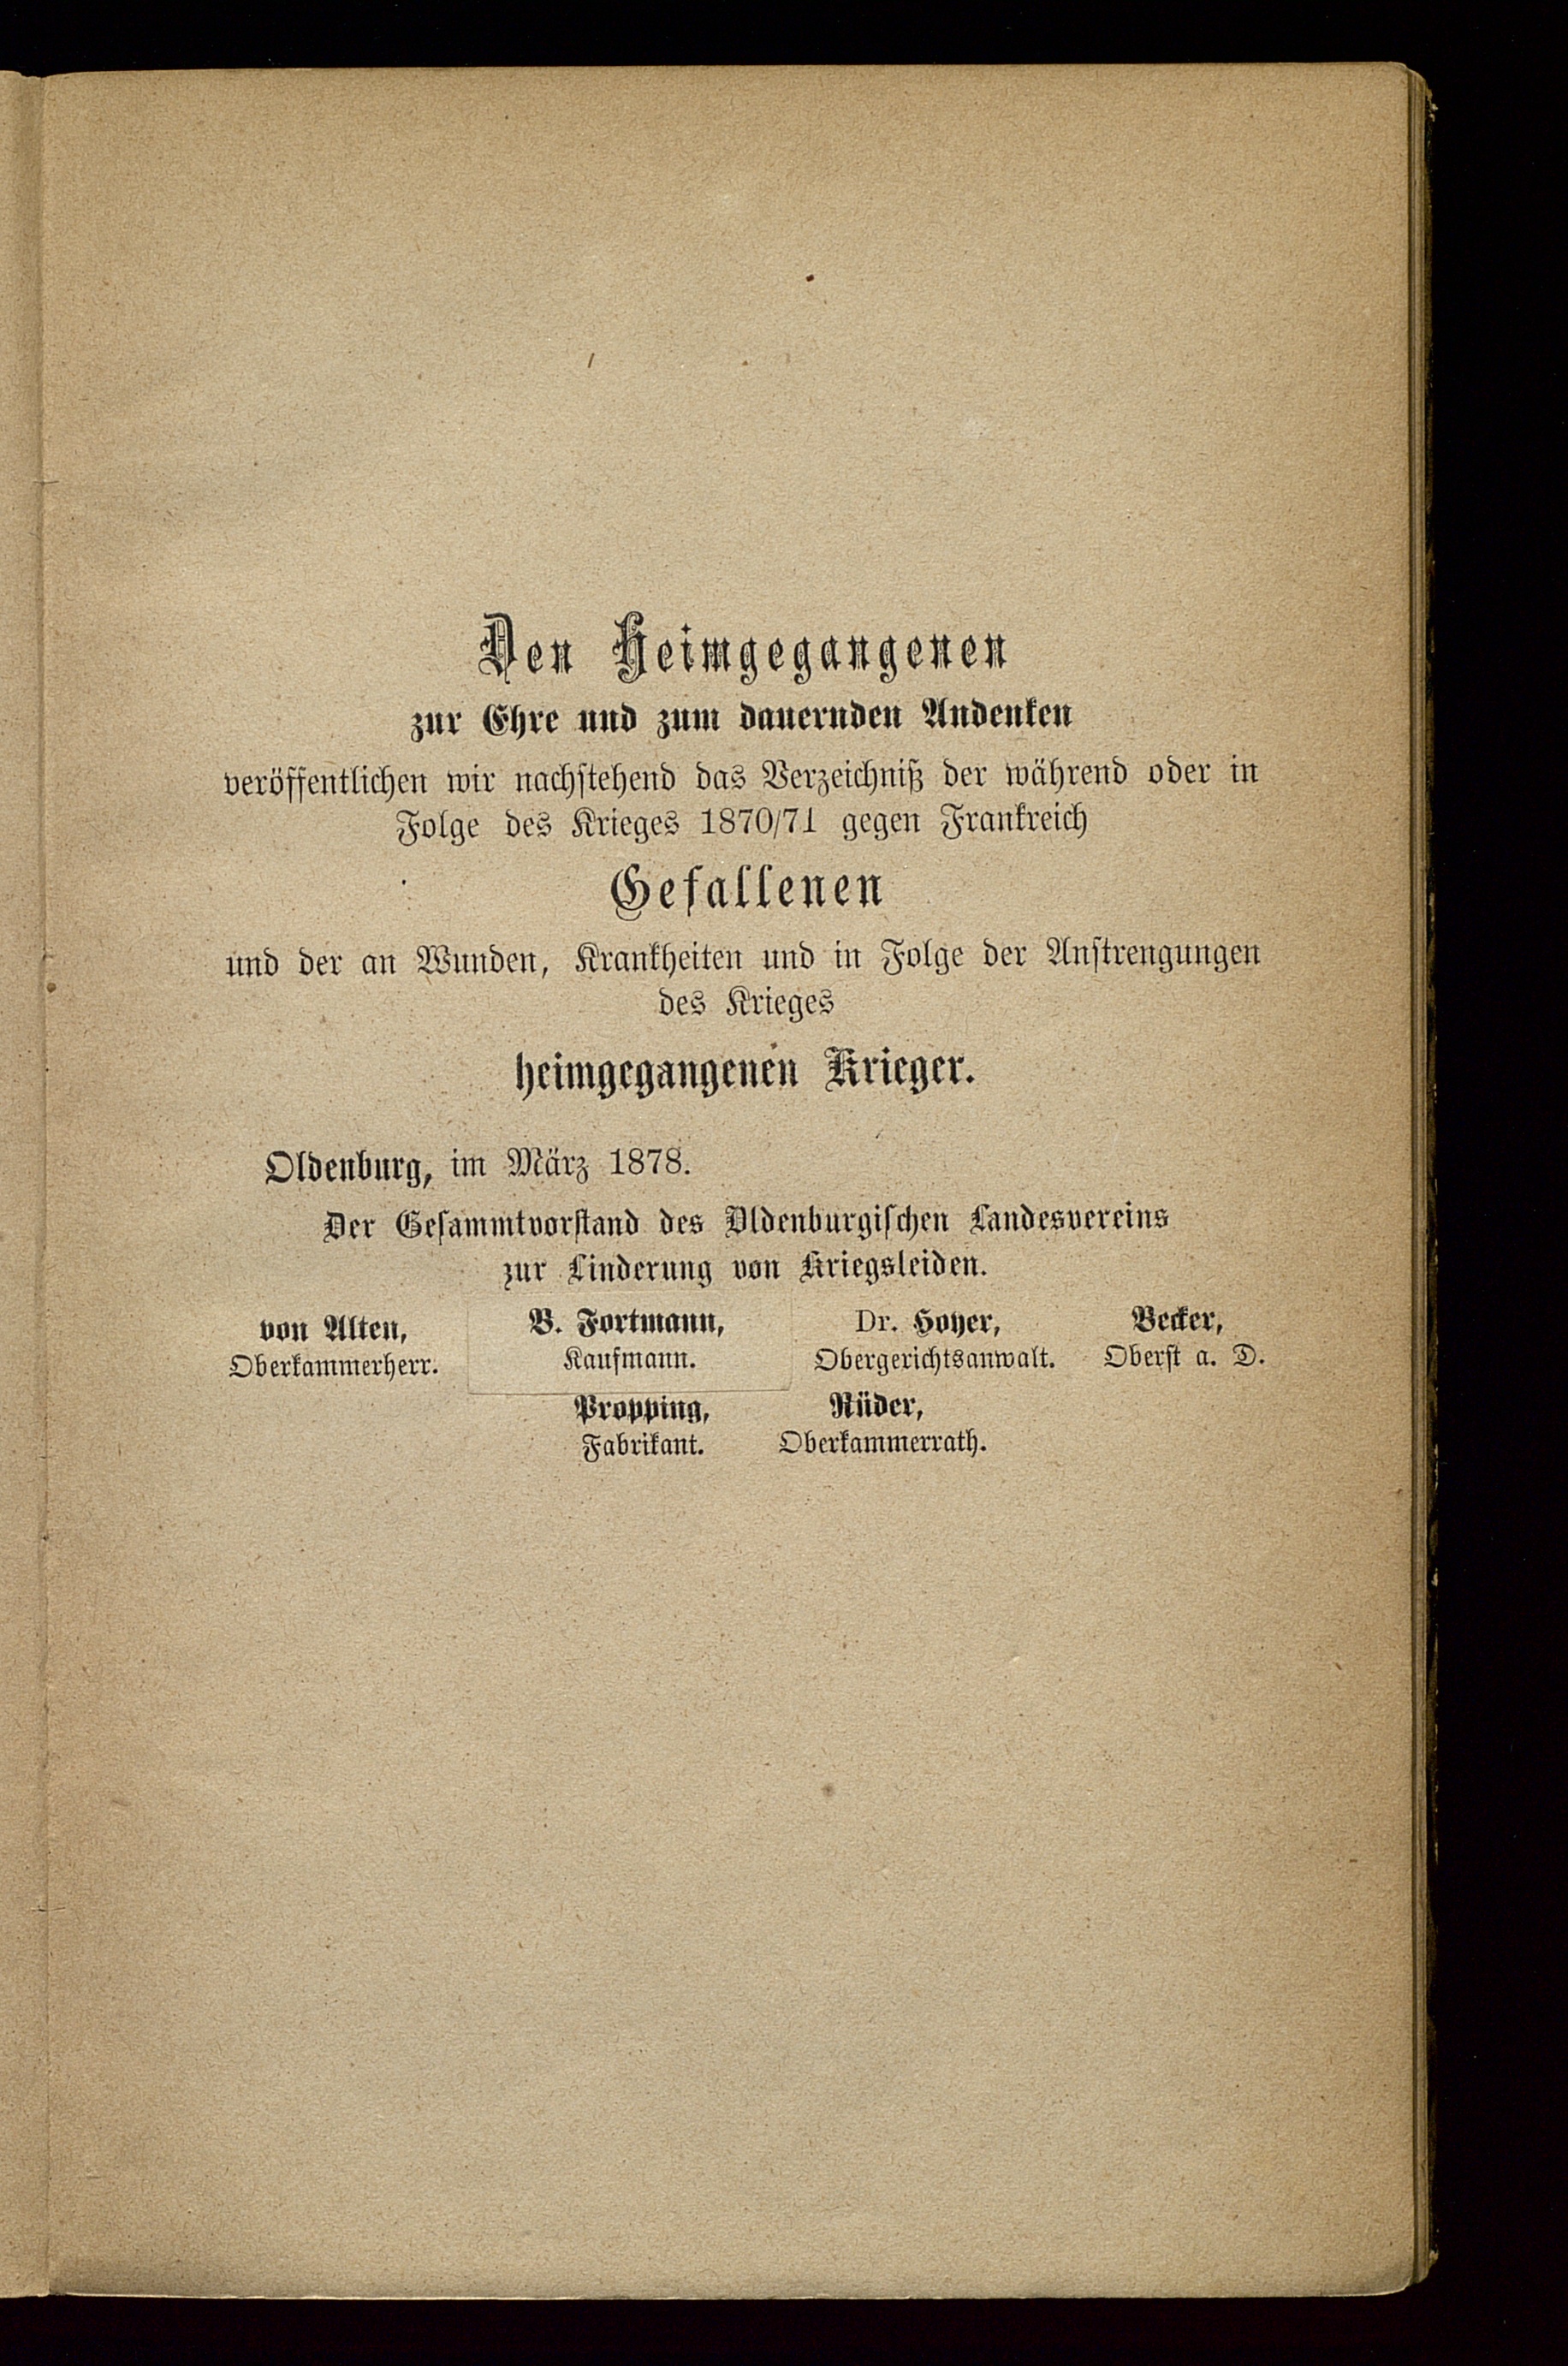 Den Heimgegangenen
zur Ehre und zum dauernden Andenken
veröffentlichen wir nachstehend das Verzeichniß der während oder in
Folge des Krieges 1870/71 gegen Frankreich
Gefallenen
und der an Wunden, Krankheiten und in Folge der Anstrengungen
des Krieges
heimgegangenen Krieger.
Oldenburg, im März 1878.
Der Gesammtvorstand des Oldenburgischen Landesvereins
zur Linderung von Kriegsleiden.
von Alten, B. Fortmann, Dr. Hoyer, Becker,
Oberkammerherr. Kaufmann. Obergerichtsanwalt. Oberst a. D.
Propping, Rüder,
Fabrikant. Oberkammerrath.